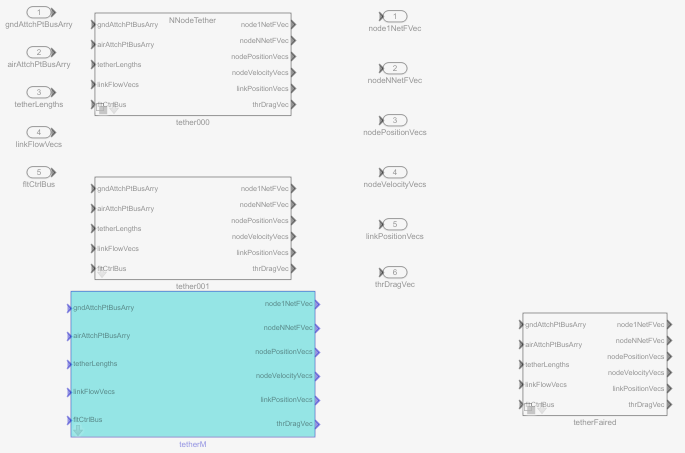 1
gndAttchPtBusArry
2
airAttchPtBusArry
3
tetherLengths
4
linkFlowVecs
5
fltCtrlBus
NNodeTether
gndAttchPtBusArry
airAttchPtBusArry
tetherLengths
linkFlowVecs
fltCtrlBus
node1NetFVec
nodeNNetFVec
nodePositionVecs
nodeVelocityVecs
linkPositionVecs
thrDragVec
tether000
gndAttchPtBusArry
airAttchPtBusArry
tetherLengths
linkFlowVecs
fltCtrlBus
node1NetFVec
nodeNNetFVec
nodePositionVecs
nodeVelocityVecs
linkPositionVecs
thrDragVec
tether001
gndAttchPtBusArry
airAttchPtBusArry
tetherLengths
linkFlowVecs
fltCtrlBus
node1NetFVec
nodeNNetFVec
nodePositionVecs
nodeVelocityVecs
linkPositionVecs
thrDragVec
tetherM
1
node1NetFVec
2
nodeNNetFVec
3
nodePositionVecs
4
nodeVelocityVecs
5
linkPositionVecs
6
thrDragVec
gndAttchPtBusArry
airAttchPtBusArry
tetherLengths
linkFlowVecs
fltCtrlBus
node1NetFVec
nodeNNetFVec
nodePositionVecs
nodeVelocityVecs
linkPositionVecs
thrDragVec
tetherFaired